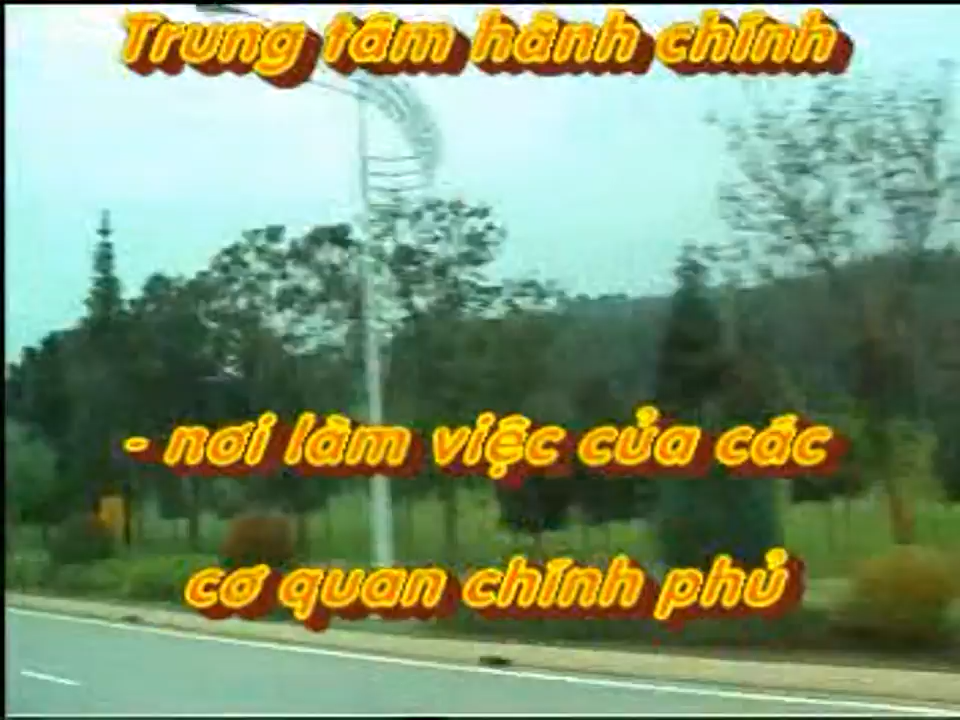 Trung tâm hành chính
- nơi làm việc của các
cơ quan chính phủ